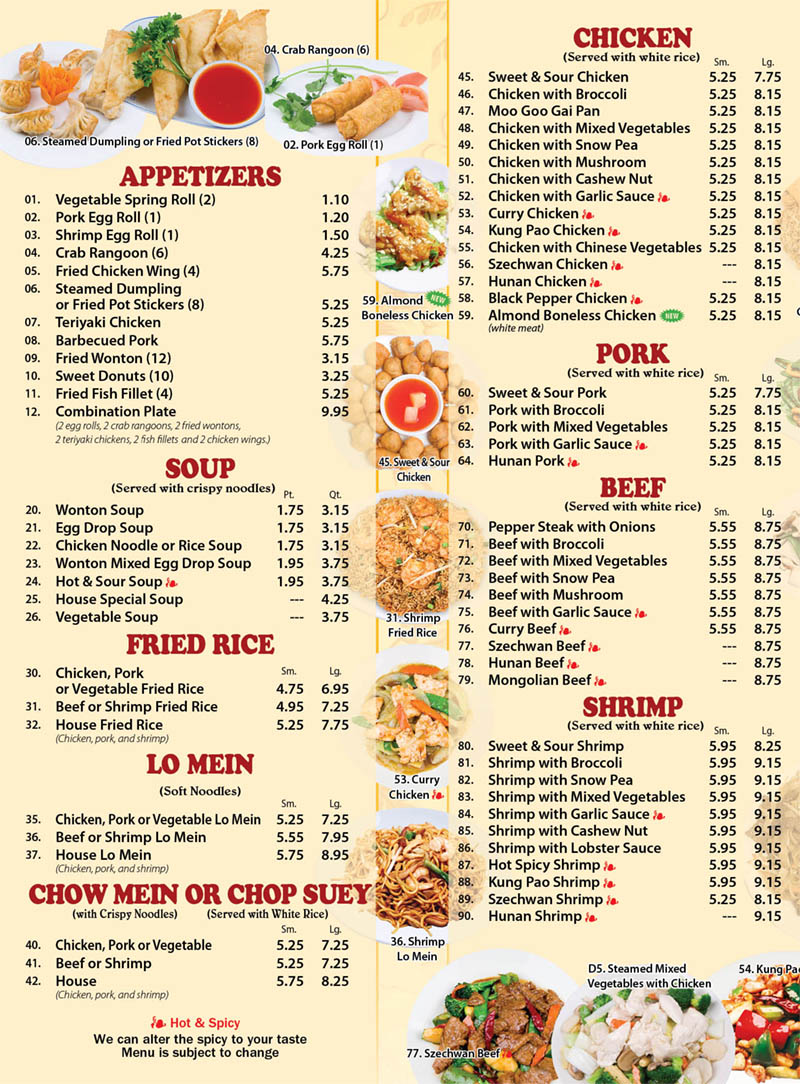 04. Crab Rangoon (6)
06. Steamed Dumpling or Fried Pot Stickers (8)
02. Pork Egg Roll (1)
APPETIZERS
01. Vegetable Spring Roll (2) 1.10
02. Pork Egg Roll (1) 1.20
03. Shrimp Egg Roll (1) 1.50
04. Crab Rangoon (6) 4.25
05. Fried Chicken Wing (4) 5.75
06. Steamed Dumpling
or Fried Pot Stickers (8) 5.25
07. Teriyaki Chicken 5.25
08. Barbecued Pork 5.75
09. Fried Wonton (12) 3.15
10. Sweet Donuts (10) 3.25
11. Fried Fish Fillet (4) 5.25
12. Combination Plate 9.95
(2 egg rolls, 2 crab rangoons, 2 fried wontons,
2 teriyaki chickens, 2 fish fillets and 2 chicken wings.)
SOUP
(Served with crispy noodles) Pt. Qt.
20. Wonton Soup 1.75 3.15
21. Egg Drop Soup 1.75 3.15
22. Chicken Noodle or Rice Soup 1.75 3.15
23. Wonton Mixed Egg Drop Soup 1.95 3.75
24. Hot & Sour Soup 1.95 3.75
25. House Special Soup --- 4.25
26. Vegetable Soup --- 3.75
FRIED RICE
Sm. Lg.
30. Chicken, Pork
or Vegetable Fried Rice 4.75 6.95
31. Beef or Shrimp Fried Rice 4.95 7.25
32. House Fried Rice 5.25 7.75
(Chicken, pork, and shrimp)
LO MEIN
(Soft Noodles)
Sm. Lg.
35. Chicken, Pork or Vegetable Lo Mein 5.25 7.25
36. Beef or Shrimp Lo Mein 5.55 7.95
37. House Lo Mein 5.75 8.95
(Chicken, pork, and shrimp)
CHOW MEIN OR CHOP SUEY
(with Crispy Noodles) (Served with White Rice)
Sm. Lg.
40. Chicken, Pork or Vegetable 5.25 7.25
41. Beef or Shrimp 5.25 7.25
42. House 5.75 8.25
(Chicken, pork, and shrimp)
Hot & Spicy
We can alter the spicy to your taste
Menu is subject to change
59. Almond NEW
Boneless Chicken
45. Sweet & Sour
Chicken
31. Shrimp
Fried Rice
53. Curry
Chicken
36. Shrimp
Lo Mein
CHICKEN
(Served with white rice) Sm. Lg.
45. Sweet & Sour Chicken 5.25 7.75
46. Chicken with Broccoli 5.25 8.15
47. Moo Goo Gai Pan 5.25 8.15
48. Chicken with Mixed Vegetables 5.25 8.15
49. Chicken with Snow Pea 5.25 8.15
50. Chicken with Mushroom 5.25 8.15
51. Chicken with Cashew Nut 5.25 8.15
52. Chicken with Garlic Sauce 5.25 8.15
53. Curry Chicken 5.25 8.15
54. Kung Pao Chicken 5.25 8.15
55. Chicken with Chinese Vegetables 5.25 8.15
56. Szechwan Chicken --- 8.15
57. Hunan Chicken --- 8.15
58. Black Pepper Chicken 5.25 8.15
59. Almond Boneless Chicken NEW 5.25 8.15
(white meat)
PORK
(Served with white rice) Sm. Lg.
60. Sweet & Sour Pork 5.25 7.75
61. Pork with Broccoli 5.25 8.15
62. Pork with Mixed Vegetables 5.25 8.15
63. Pork with Garlic Sauce 5.25 8.15
64. Hunan Pork 5.25 8.15
BEEF
(Served with white rice) Sm. Lg.
70. Pepper Steak with Onions 5.55 8.75
71. Beef with Broccoli 5.55 8.75
72. Beef with Mixed Vegetables 5.55 8.75
73. Beef with Snow Pea 5.55 8.75
74. Beef with Mushroom 5.55 8.75
75. Beef with Garlic Sauce 5.55 8.75
76. Curry Beef 5.55 8.75
77. Szechwan Beef --- 8.75
78. Hunan Beef --- 8.75
79. Mongolian Beef --- 8.75
SHRIMP
(Served with white rice) Sm. Lg.
80. Sweet & Sour Shrimp 5.95 8.25
81. Shrimp with Broccoli 5.95 9.15
82. Shrimp with Snow Pea 5.95 9.15
83. Shrimp with Mixed Vegetables 5.95 9.15
84. Shrimp with Garlic Sauce 5.95 9.15
85. Shrimp with Cashew Nut 5.95 9.15
86. Shrimp with Lobster Sauce 5.95 9.15
87. Hot Spicy Shrimp 5.95 9.15
88. Kung Pao Shrimp 5.95 9.15
89. Szechwan Shrimp 5.25 8.15
90. Hunan Shrimp --- 9.15
D5. Steamed Mixed
Vegetables with Chicken
54. Kung Pa
77. Szechwan Beef